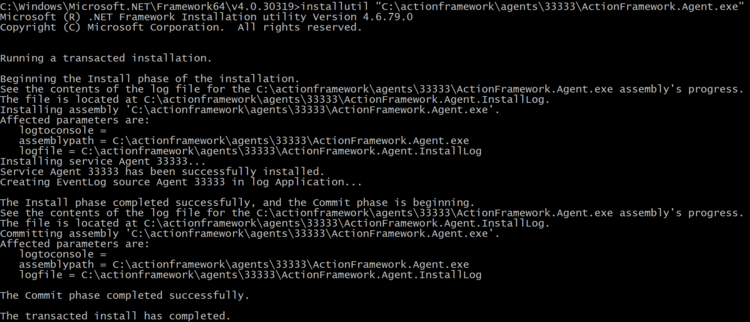 C:\Windows\Microsoft.NET\Framework64\v4.0.30319>installutil "C:\actionframework\agents\33333\ActionFramework.Agent.exe"
Microsoft (R) .NET Framework Installation utility Version 4.6.79.0
Copyright (C) Microsoft Corporation.  All rights reserved.
Running a transacted installation.
Beginning the Install phase of the installation.
See the contents of the log file for the C:\actionframework\agents\33333\ActionFramework.Agent.exe assembly's progress.
The file is located at C:\actionframework\agents\33333\ActionFramework.Agent.InstallLog.
Installing assembly 'C:\actionframework\agents\33333\ActionFramework.Agent.exe'.
Affected parameters are:
   logtoconsole =
   assemblypath = C:\actionframework\agents\33333\ActionFramework.Agent.exe
   logfile = C:\actionframework\agents\33333\ActionFramework.Agent.InstallLog
Installing service Agent 33333...
Service Agent 33333 has been successfully installed.
Creating EventLog source Agent 33333 in log Application...
The Install phase completed successfully, and the Commit phase is beginning.
See the contents of the log file for the C:\actionframework\agents\33333\ActionFramework.Agent.exe assembly's progress.
The file is located at C:\actionframework\agents\33333\ActionFramework.Agent.InstallLog.
Committing assembly 'C:\actionframework\agents\33333\ActionFramework.Agent.exe'.
Affected parameters are:
   logtoconsole =
   assemblypath = C:\actionframework\agents\33333\ActionFramework.Agent.exe
   logfile = C:\actionframework\agents\33333\ActionFramework.Agent.InstallLog
The Commit phase completed successfully.
The transacted install has completed.